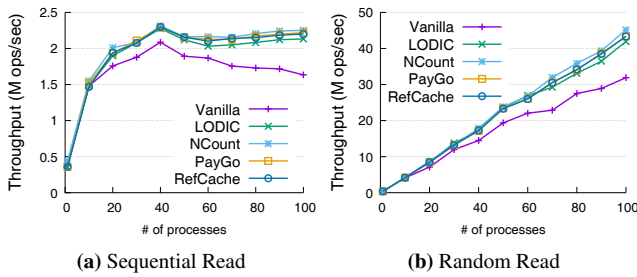 Throughput (M ops/sec)
2.5
2
1.5
1
0.5
0
Vanilla
LODIC
NCount
PayGo
RefCache
0 20 40 60 80 100
# of processes
(a) Sequential Read
Throughput (M ops/sec)
50
40
30
20
10
0
Vanilla
LODIC
NCount
PayGo
RefCache
0 20 40 60 80 100
# of processes
(b) Random Read